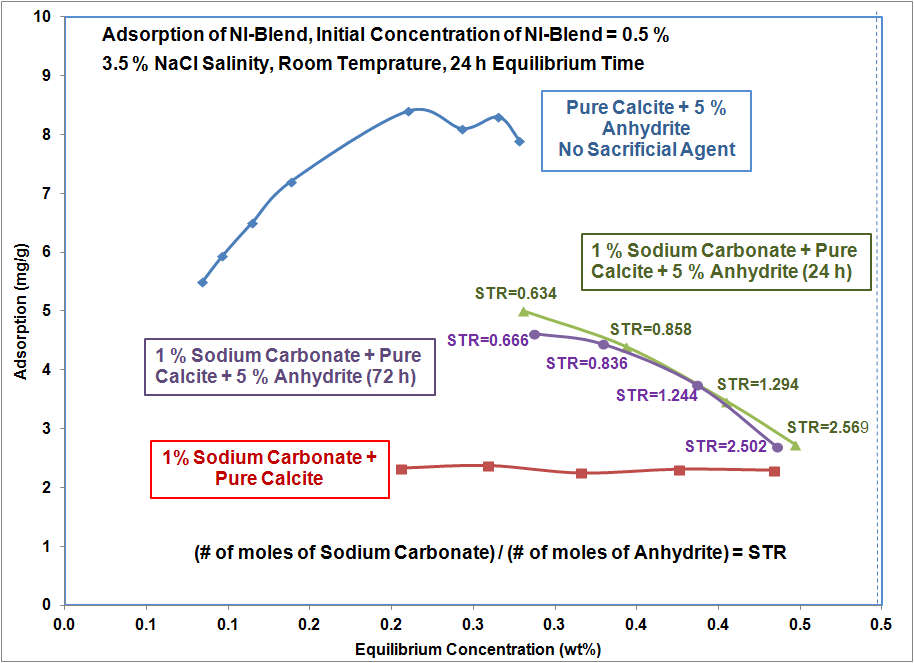 Adsorption of NI-Blend, Initial Concentration of NI-Blend = 0.5 %
3.5 % NaCl Salinity, Room Temprature, 24 h Equilibrium Time
Pure Calcite + 5 %
Anhydrite
No Sacrificial Agent
1 % Sodium Carbonate + Pure
Calcite + 5 % Anhydrite (24 h)
STR=0.634
STR=0.858
STR=0.666
STR=0.836
STR=1.294
STR=1.244
STR=2.569
STR=2.502
1 % Sodium Carbonate + Pure
Calcite + 5 % Anhydrite (72 h)
1% Sodium Carbonate +
Pure Calcite
(# of moles of Sodium Carbonate) / (# of moles of Anhydrite) = STR
Adsorption (mg/g)
10
9
8
7
6
5
4
3
2
1
0
0.0
0.1
0.1
0.2
0.2
0.3
0.3
0.4
0.4
0.5
0.5
Equilibrium Concentration (wt%)